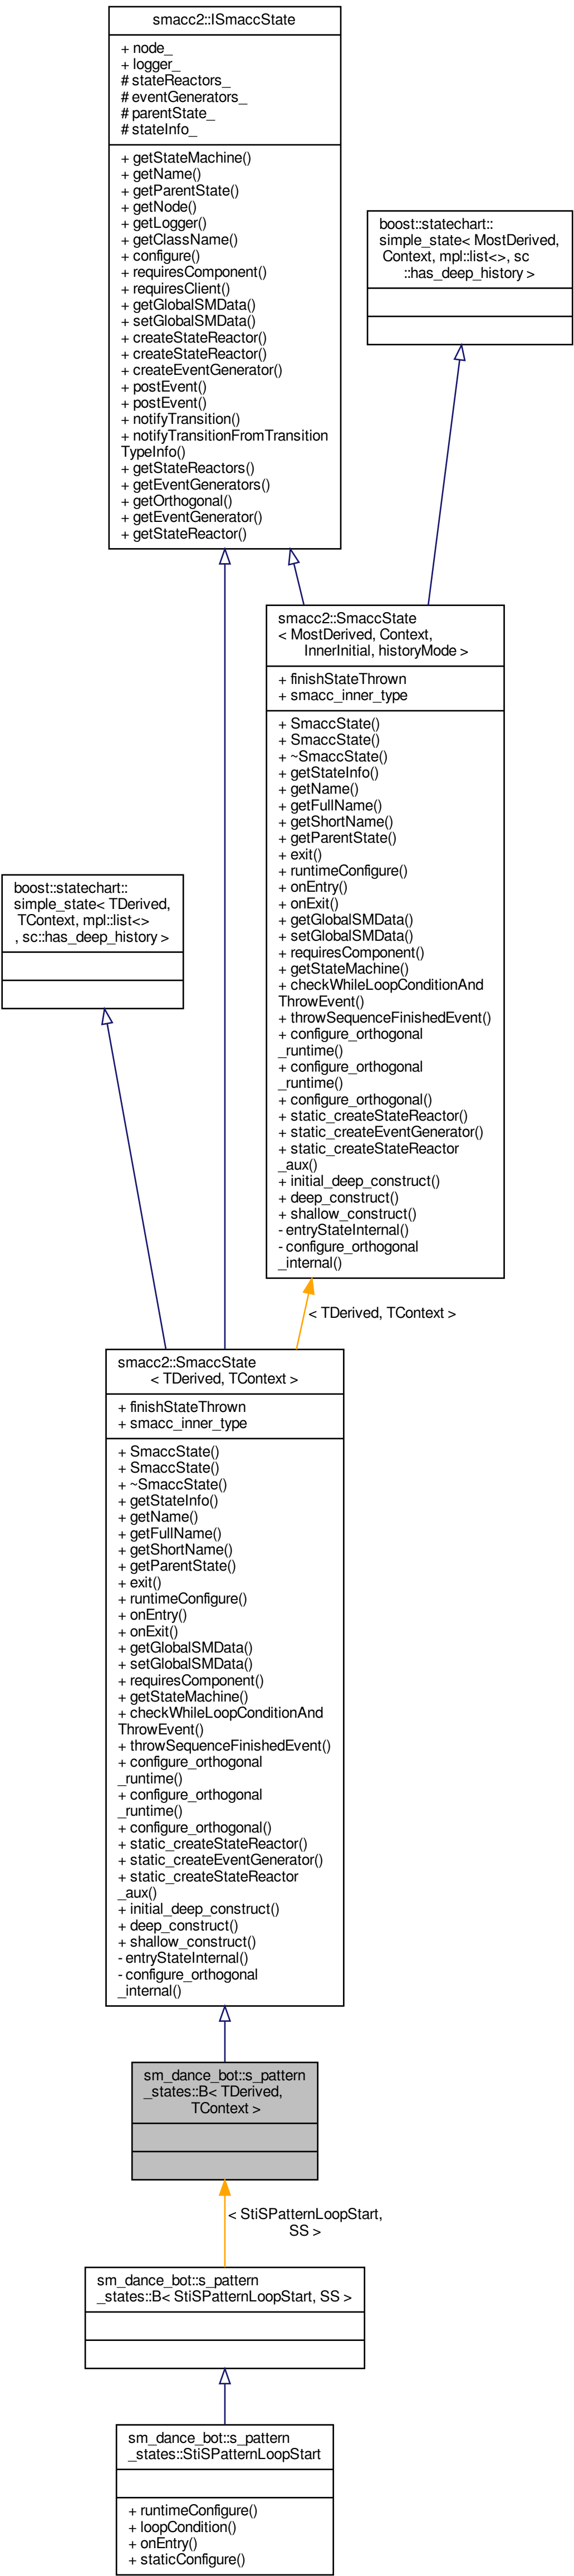 smacc2::ISmaccState
+ node_
+ logger_
# stateReactors_
# eventGenerators_
# parentState_
# stateInfo_
+ getStateMachine()
+ getName()
+ getParentState()
+ getNode()
+ getLogger()
+ getClassName()
+ configure()
+ requiresComponent()
+ requiresClient()
+ getGlobalSMData()
+ setGlobalSMData()
+ createStateReactor()
+ createStateReactor()
+ createEventGenerator()
+ postEvent()
+ postEvent()
+ notifyTransition()
+ notifyTransitionFromTransition
TypeInfo()
+ getStateReactors()
+ getEventGenerators()
+ getOrthogonal()
+ getEventGenerator()
+ getStateReactor()
boost::statechart::
simple_state< MostDerived,
Context, mpl::list<>, sc
::has_deep_history >
smacc2::SmaccState
< MostDerived, Context,
InnerInitial, historyMode >
+ finishStateThrown
+ smacc_inner_type
+ SmaccState()
+ SmaccState()
+ ~SmaccState()
+ getStateInfo()
+ getName()
+ getFullName()
+ getShortName()
+ getParentState()
+ exit()
+ runtimeConfigure()
+ onEntry()
+ onExit()
+ getGlobalSMData()
+ setGlobalSMData()
+ requiresComponent()
+ getStateMachine()
+ checkWhileLoopConditionAnd
ThrowEvent()
+ throwSequenceFinishedEvent()
+ configure_orthogonal
_runtime()
+ configure_orthogonal
_runtime()
+ configure_orthogonal()
+ static_createStateReactor()
+ static_createEventGenerator()
+ static_createStateReactor
_aux()
+ initial_deep_construct()
+ deep_construct()
+ shallow_construct()
- entryStateInternal()
- configure_orthogonal
_internal()
boost::statechart::
simple_state< TDerived,
TContext, mpl::list<>
, sc::has_deep_history >
< TDerived, TContext >
smacc2::SmaccState
< TDerived, TContext >
+ finishStateThrown
+ smacc_inner_type
+ SmaccState()
+ SmaccState()
+ ~SmaccState()
+ getStateInfo()
+ getName()
+ getFullName()
+ getShortName()
+ getParentState()
+ exit()
+ runtimeConfigure()
+ onEntry()
+ onExit()
+ getGlobalSMData()
+ setGlobalSMData()
+ requiresComponent()
+ getStateMachine()
+ checkWhileLoopConditionAnd
ThrowEvent()
+ throwSequenceFinishedEvent()
+ configure_orthogonal
_runtime()
+ configure_orthogonal
_runtime()
+ configure_orthogonal()
+ static_createStateReactor()
+ static_createEventGenerator()
+ static_createStateReactor
_aux()
+ initial_deep_construct()
+ deep_construct()
+ shallow_construct()
- entryStateInternal()
- configure_orthogonal
_internal()
sm_dance_bot::s_pattern
_states::B< TDerived,
TContext >
< StiSPatternLoopStart,
SS >
sm_dance_bot::s_pattern
_states::B< StiSPatternLoopStart, SS >
sm_dance_bot::s_pattern
_states::StiSPatternLoopStart
+ runtimeConfigure()
+ loopCondition()
+ onEntry()
+ staticConfigure()